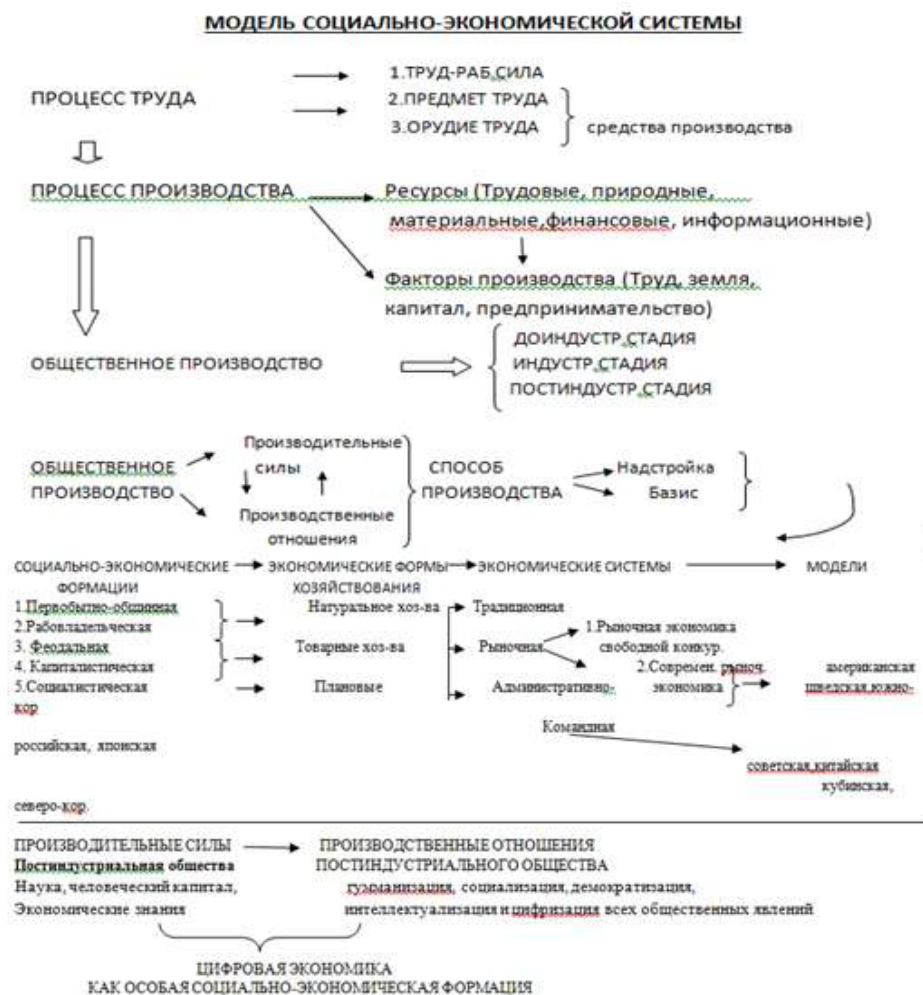 МОДЕЛЬ СОЦИАЛЬНО-ЭКОНОМИЧЕСКОЙ СИСТЕМЫ
ПРОЦЕСС ТРУДА
1.ТРУД-РАБ,СИЛА
2.ПРЕДМЕТ ТРУДА
3.ОРУДИЕ ТРУДА
средства производства
ПРОЦЕСС ПРОИЗВОДСТВА
Ресурсы (Трудовые, природные,
материальные,финансовые, информационные)
Факторы производства (Труд, земля,
капитал, предпринимательство)
ОБЩЕСТВЕННОЕ ПРОИЗВОДСТВО
ДОИНДУСТР,СТАДИЯ
ИНДУСТР,СТАДИЯ
ПОСТИНДУСТР,СТАДИЯ
ОБЩЕСТВЕННОЕ
ПРОИЗВОДСТВО
Производительные
силы
Производственные
отношения
СПОСОБ
ПРОИЗВОДСТВА
Надстройка
Базис
СОЦИАЛЬНО-ЭКОНОМИЧЕСКИЕ
ФОРМАЦИИ
ЭКОНОМИЧЕСКИЕ ФОРМЫ
ХОЗЯЙСТВОВАНИЯ
ЭКОНОМИЧЕСКИЕ СИСТЕМЫ
МОДЕЛИ
1.Первобытно-общинная
Натуральное хоз-ва
Традиционная
2.Рабовладельческая
1.Рыночная экономика
3. Феодальная
Товарные хоз-ва
Рыночная
свободной конкур.
4. Капиталистическая
2.Современ. рыноч.
американская
5.Социалистическая
Плановые
Административно-
экономика
шведская,южно-
кор
Командная
российская, японская
советская,китайская
кубинская,
северо-кор.
ПРОИЗВОДИТЕЛЬНЫЕ СИЛЫ
ПРОИЗВОДСТВЕННЫЕ ОТНОШЕНИЯ
Постиндустриальная общества
ПОСТИНДУСТРИАЛЬНОГО ОБЩЕСТВА
Наука, человеческий капитал,
гумманизация, социализация, демократизация,
Экономические знания
интеллектуализация и цифризация всех общественных явлений
ЦИФРОВАЯ ЭКОНОМИКА
КАК ОСОБАЯ СОЦИАЛЬНО-ЭКОНОМИЧЕСКАЯ ФОРМАЦИЯ